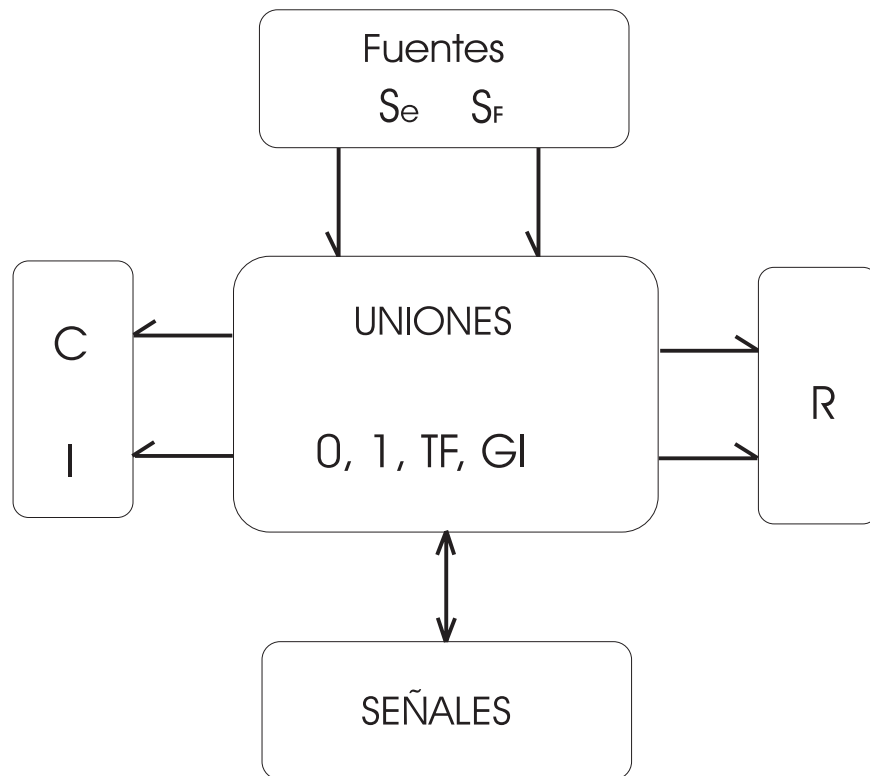 Fuentes
Se SF
C
I
UNIONES
0, 1, TF, GI
R
SEÑALES